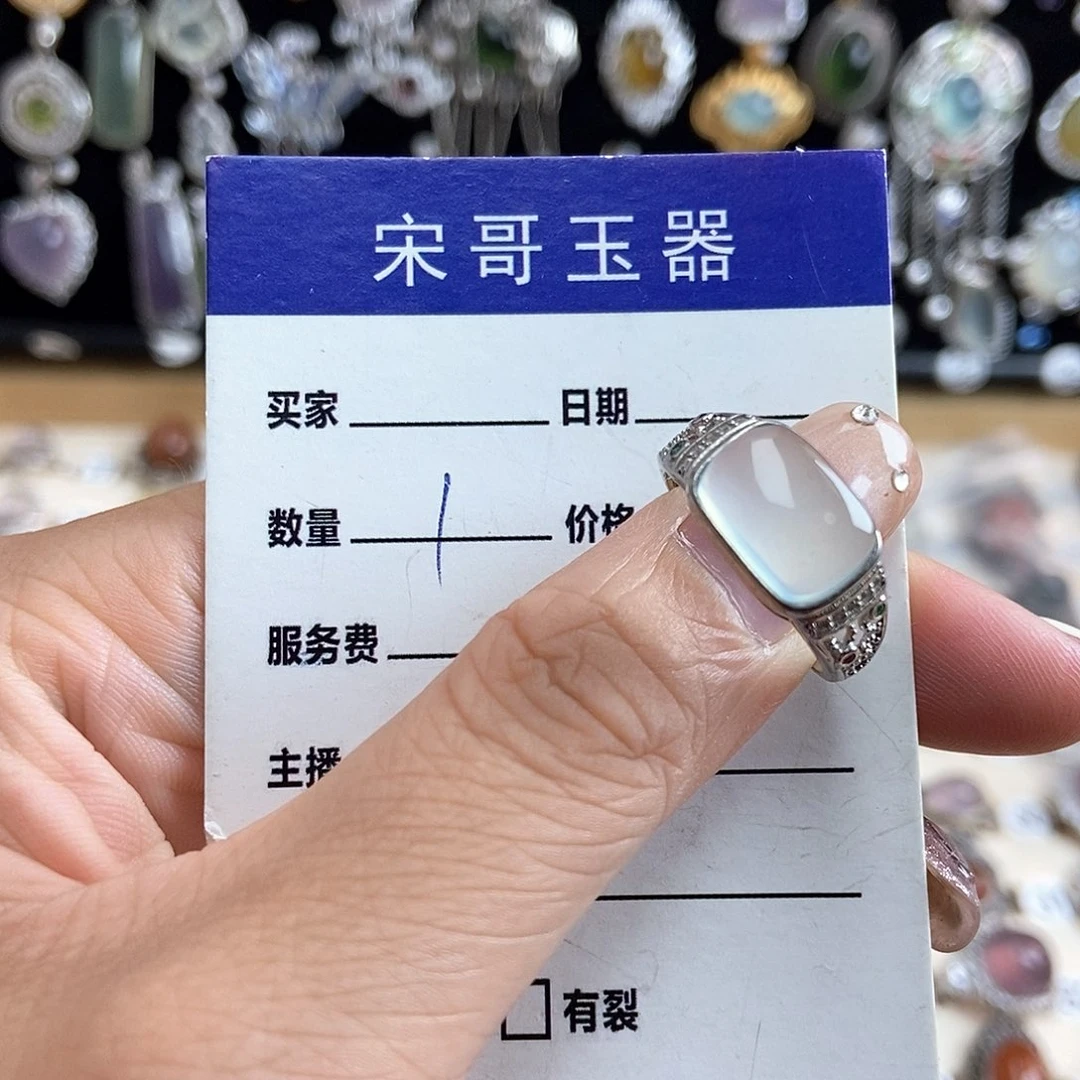 宋哥玉器
买家 日期
数量 1 价格
服务费
主播
有裂